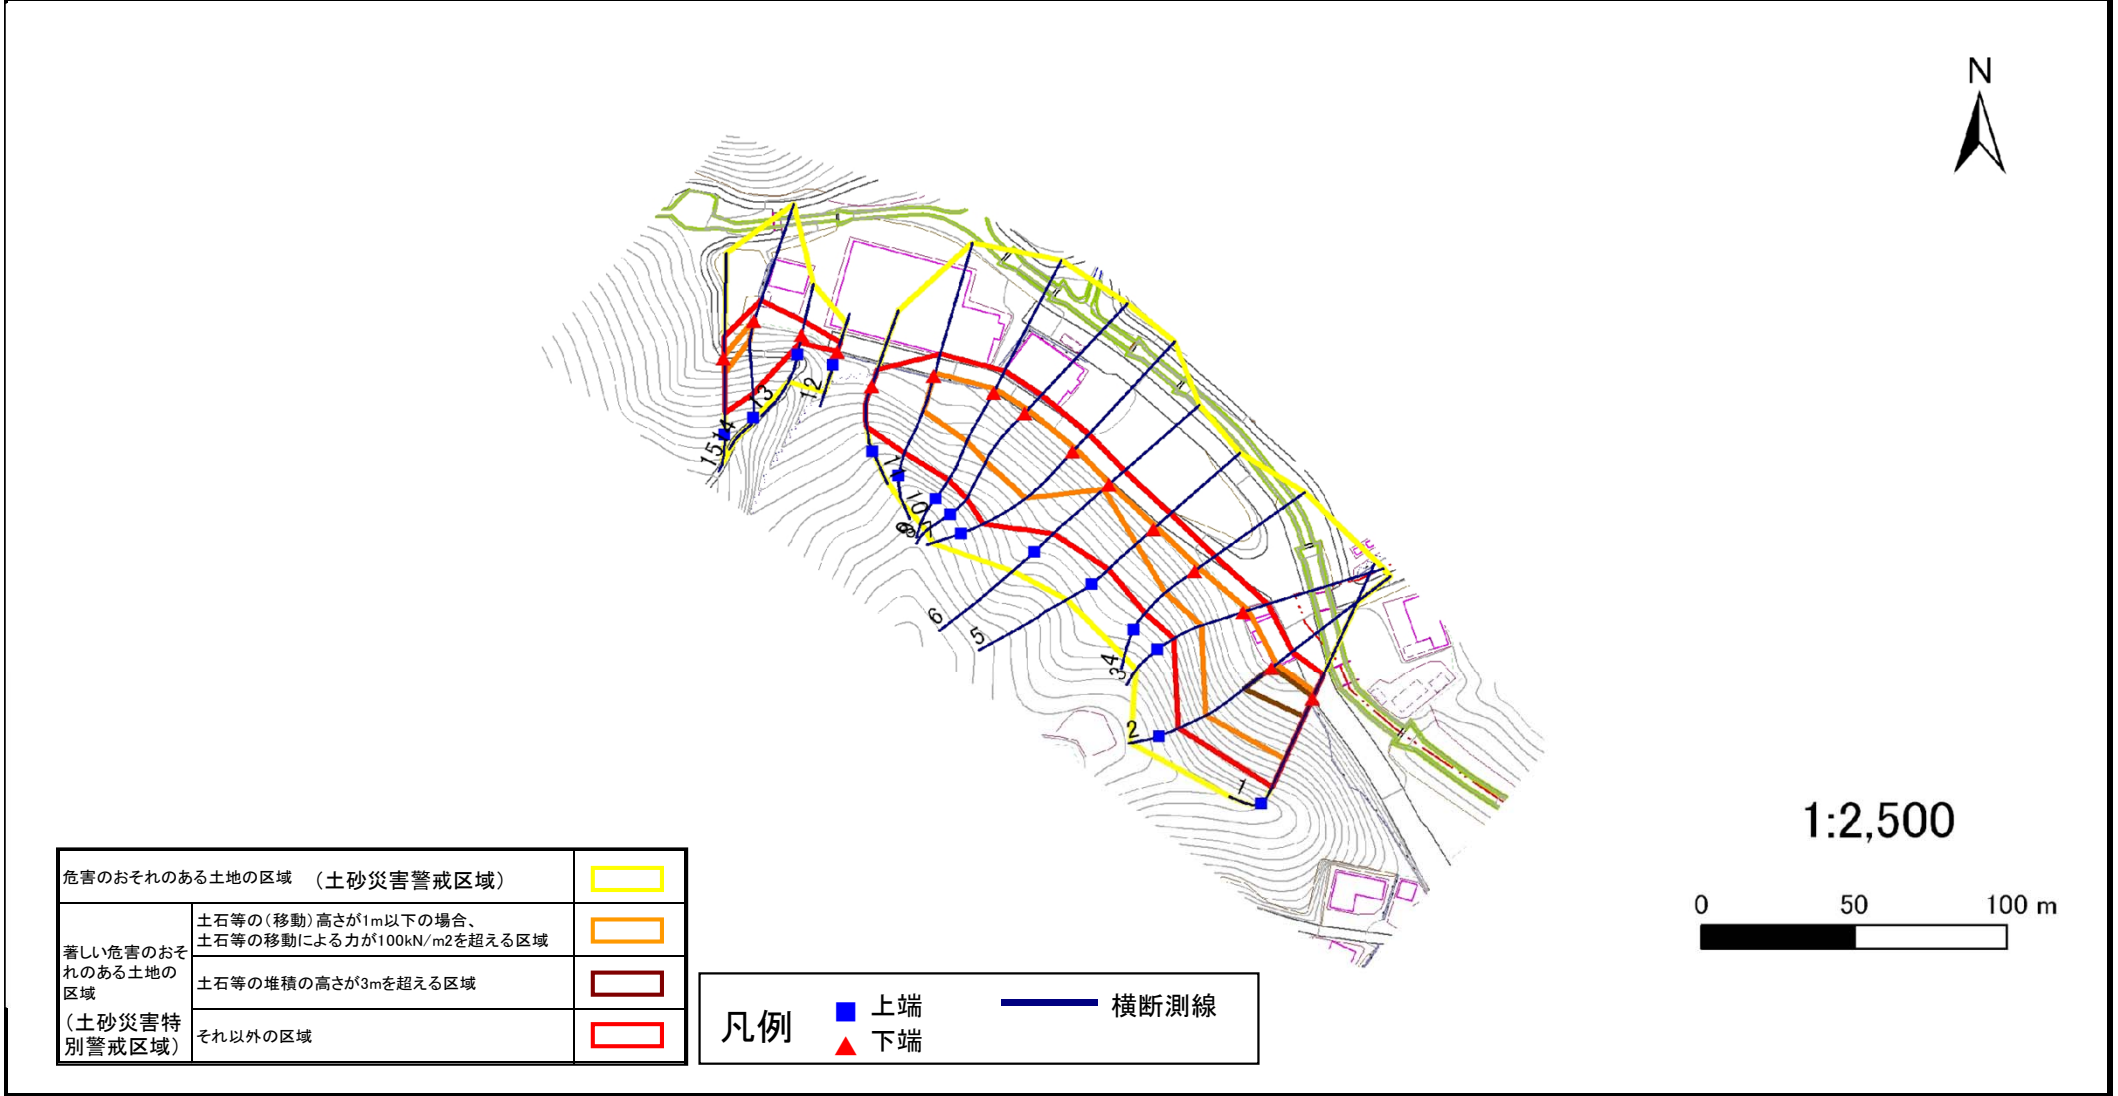 N
12
13
14
15
11
10
9
8
7
6
5
4
3
2
1
1:2,500
0 50 100 m
危害のおそれのある土地の区域 (土砂災害警戒区域)
著しい危害のおそ
れのある土地の
区域
(土砂災害特
別警戒区域)
土石等の(移動)高さが1m以下の場合、
土石等の移動による力が100kN/m2を超える区域
土石等の堆積の高さが3mを超える区域
それ以外の区域
凡例
上端
下端
横断測線